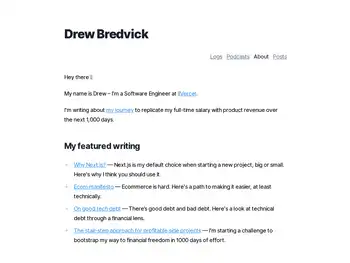 Drew Bredvick
Logs Podcasts About Posts
Hey there
My name is Drew – I'm a Software Engineer at
I'm writing about my journey to replicate my full-time salary with product revenue over
the next 1,000 days.
My featured writing
Why Next.js? — Next.js is my default choice when starting a new project, big or small.
Here's why I think you should use it.
Ecom manifesto — Ecommerce is hard. Here's a path to making it easier, at least
technically.
On good tech debt — There's good debt and bad debt. Here's a look at technical
debt through a financial lens.
The stair-step approach for profitable side projects — I'm starting a challenge to
bootstrap my way to financial freedom in 1000 days of effort.